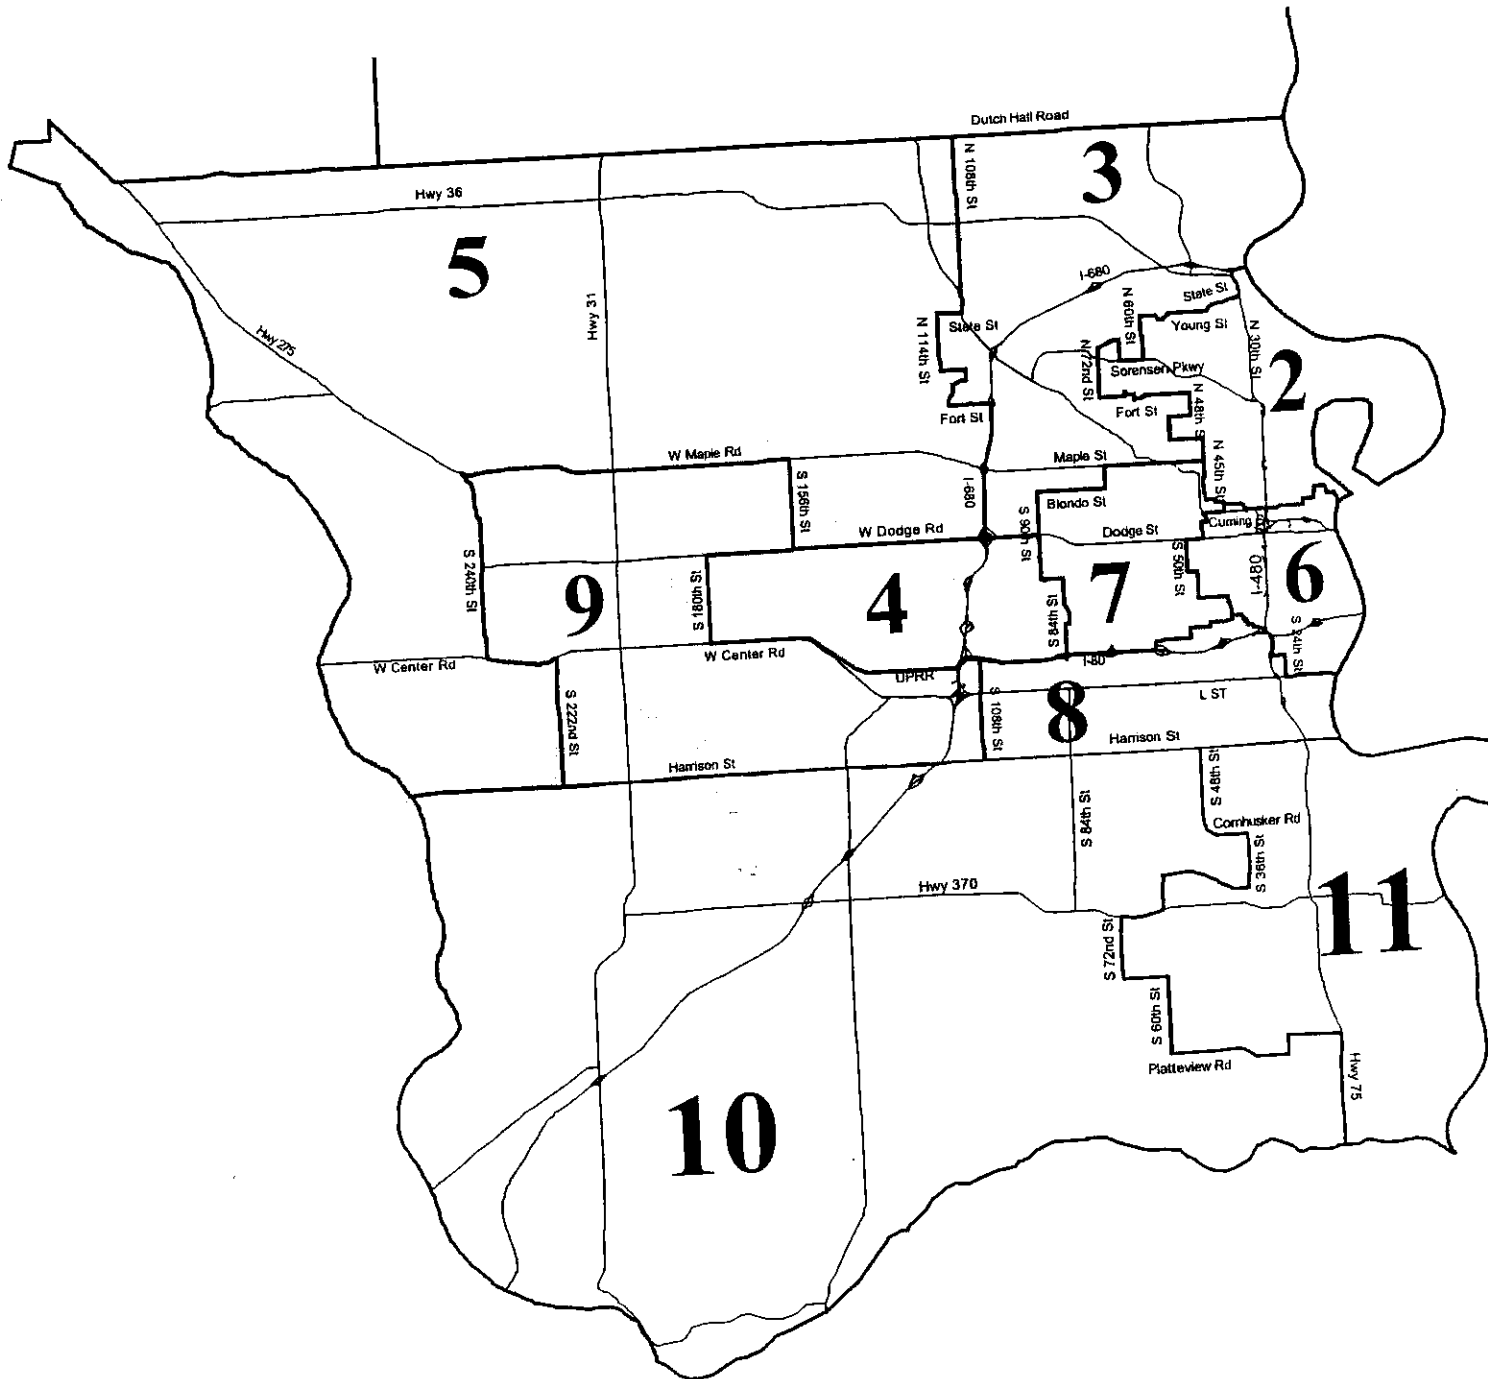 Dutch Hall Road
N 108th St
3
Hwy 36
5
I-680
Hwy 31
N 60th St
State St
Young St
N 114th St
State St
N 30th St
Hwy 275
N 72nd St
Sorensen Pkwy
2
N 48th S
Fort St
Fort St
W Maple Rd
Maple St
N 45th St
S 156th St
I-680
Blondo St
S 90th St
W Dodge Rd
Dodge St
Cuming
S 240th St
9
S 180th St
4
S 84th St
7
S 50th St
I-480
6
S 24th St
W Center Rd
W Center Rd
UPRR
I-80
S 222nd St
S 108th St
8
L ST
Harrison St
Harrison St
S 48th St
S 84th St
Cornhusker Rd
S 36th St
Hwy 370
11
S 72nd St
S 60th St
Platteview Rd
Hwy 75
10